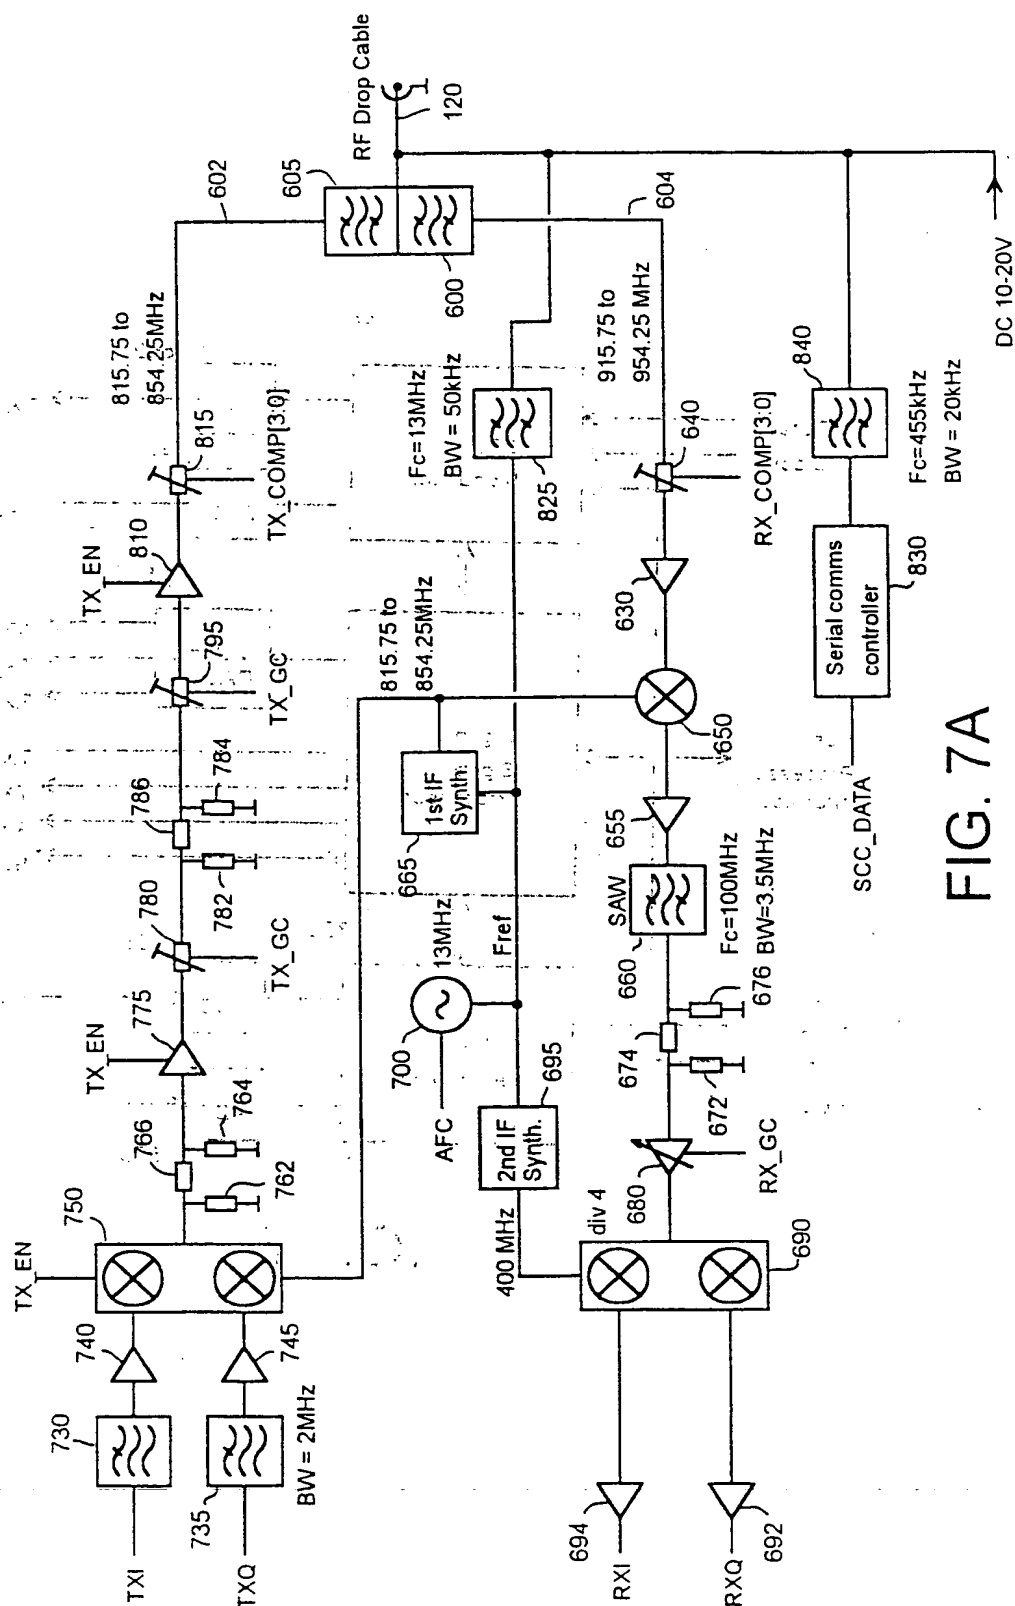 TXI
730
740
TX_EN
750
766
764
762
TX_EN
775
780
TX_GC
786
784
782
795
TX_GC
TX_EN
810
815
TX_COMP[3:0]
815.75 to
854.25MHz
602
605
RF Drop Cable
120
TXQ
735
745
BW = 2MHz
AFC
700
13MHz
Fref
665
1st IF
Synth.
815.75 to
854.25MHz
Fc=13MHz
BW = 50kHz
825
600
400 MHz
2nd IF
Synth.
695
div 4
915.75 to
954.25 MHz
604
RXI
694
680
RX_GC
674
672
676
660
SAW
Fc=100MHz
BW=3.5MHz
655
650
630
640
RX_COMP[3:0]
RXQ
692
690
SCC_DATA
Serial comms
controller
830
840
Fc=455kHz
BW = 20kHz
DC 10-20V
FIG. 7A